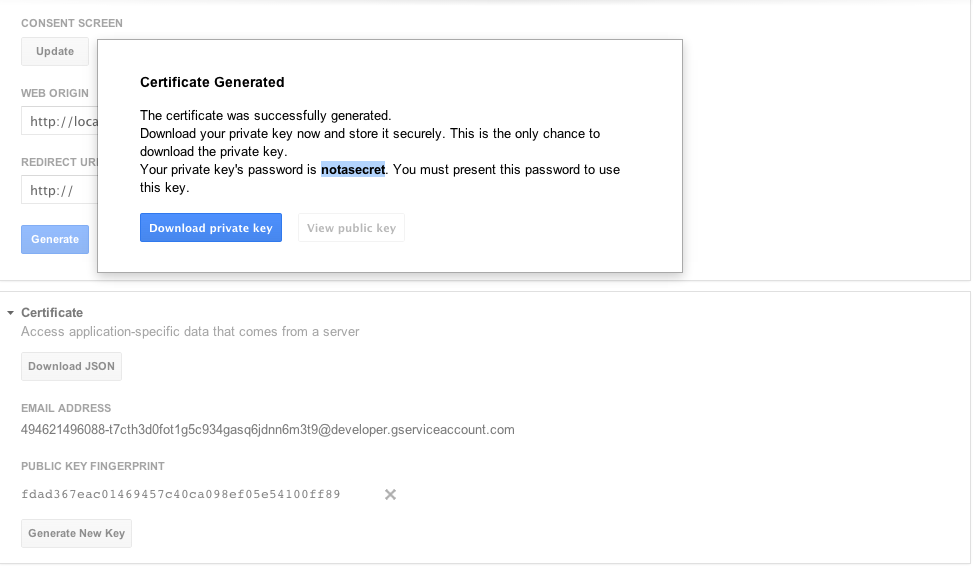 CONSENT SCREEN
Update
WEB ORIGIN
http://loca
REDIRECT UR
http://
Generate
Certificate Generated
The certificate was successfully generated.
Download your private key now and store it securely. This is the only chance to
download the private key.
Your private key's password is notasecret. You must present this password to use
this key.
Download private key
View public key
Certificate
Access application-specific data that comes from a server
Download JSON
EMAIL ADDRESS
494621496088-t7cth3d0fot1g5c934gasq6jdnn6m3t9@developer.gserviceaccount.com
PUBLIC KEY FINGERPRINT
fdad367eac01469457c40ca098ef05e54100ff89
Generate New Key